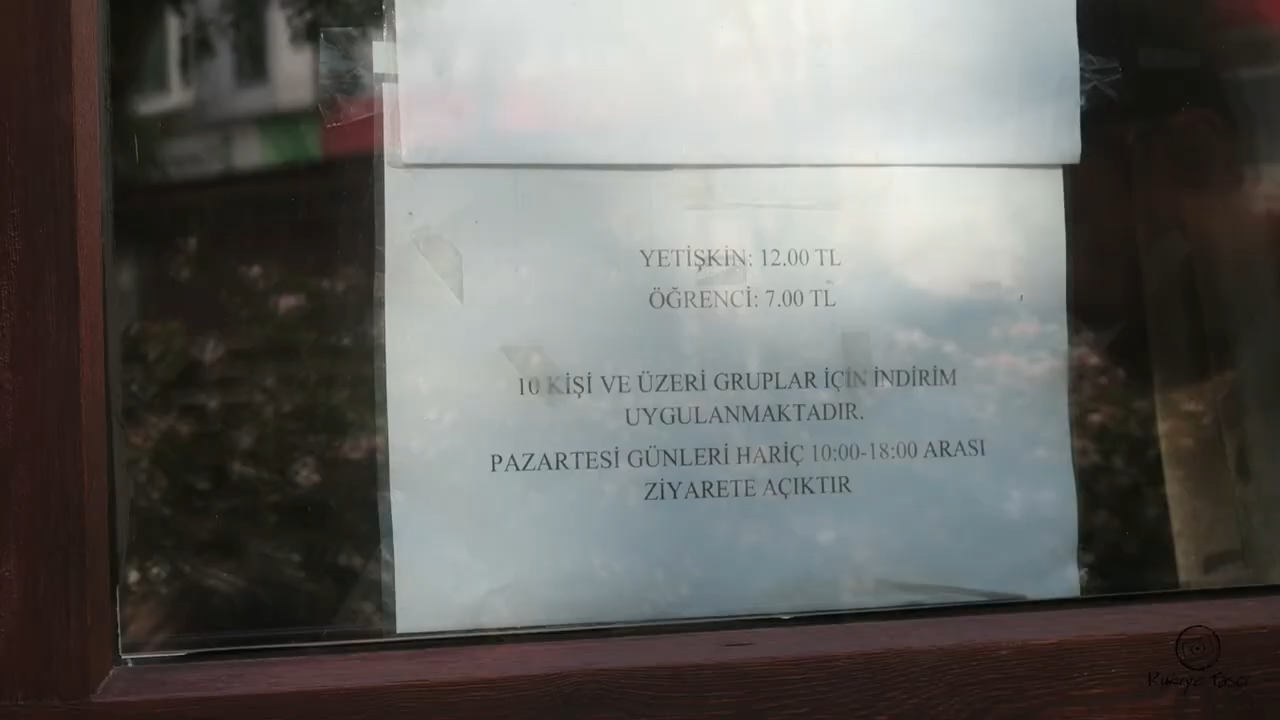 YETİŞKİN: 12.00 TL
ÖĞRENCİ: 7.00 TL
10 KİŞİ VE ÜZERİ GRUPLAR İÇİN İNDİRİM
UYGULANMAKTADIR.
PAZARTESİ GÜNLERİ HARİÇ 10:00-18:00 ARASI
ZİYARETE AÇIKTIR